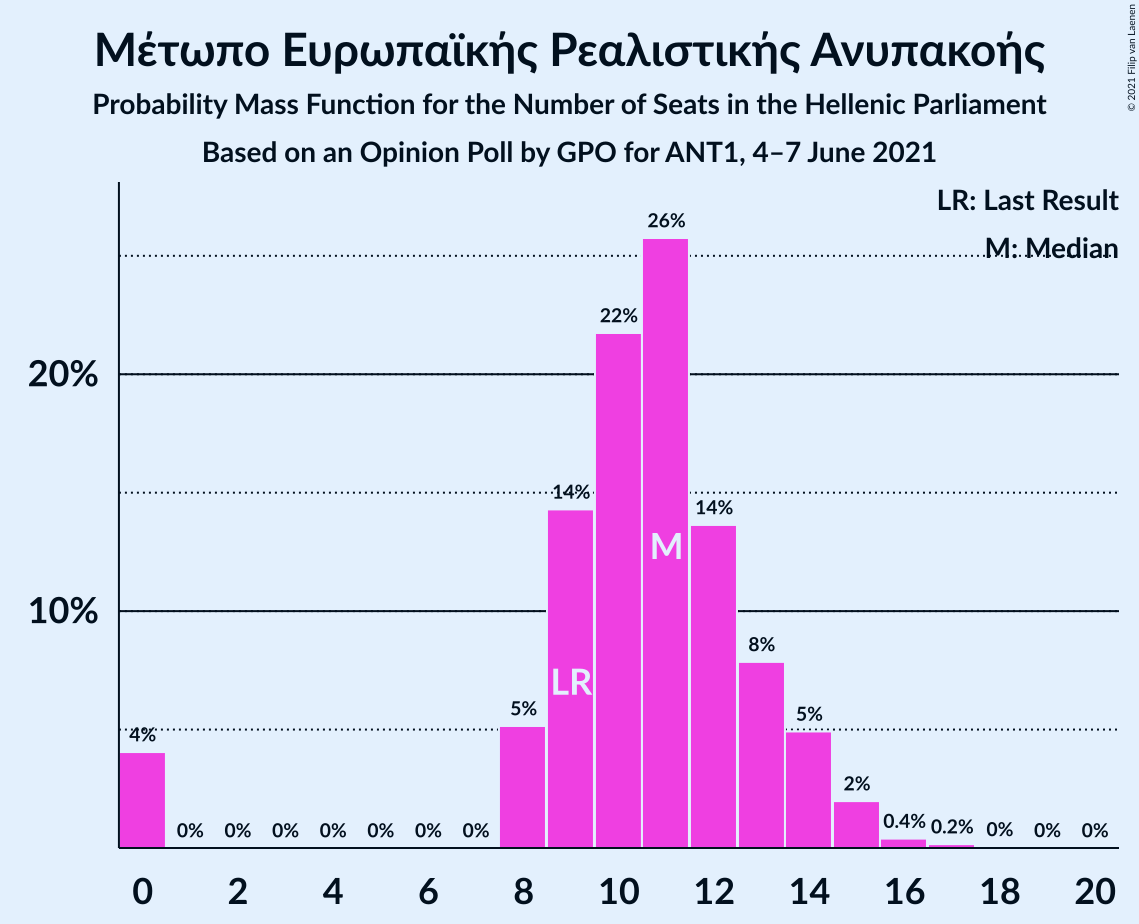 Μέτωπο Ευρωπαϊκής Ρεαλιστικής Ανυπακοής
Probability Mass Function for the Number of Seats in the Hellenic Parliament
Based on an Opinion Poll by GPO for ANT1, 4–7 June 2021
© 2021 Filip van Laenen
LR: Last Result
M: Median
20%
10%
4%
0%
0%
0%
0%
0%
0%
0%
5%
14%
22%
26%
14%
8%
5%
2%
0.4%
0.2%
0%
0%
0%
LR
M
0 2 4 6 8 10 12 14 16 18 20